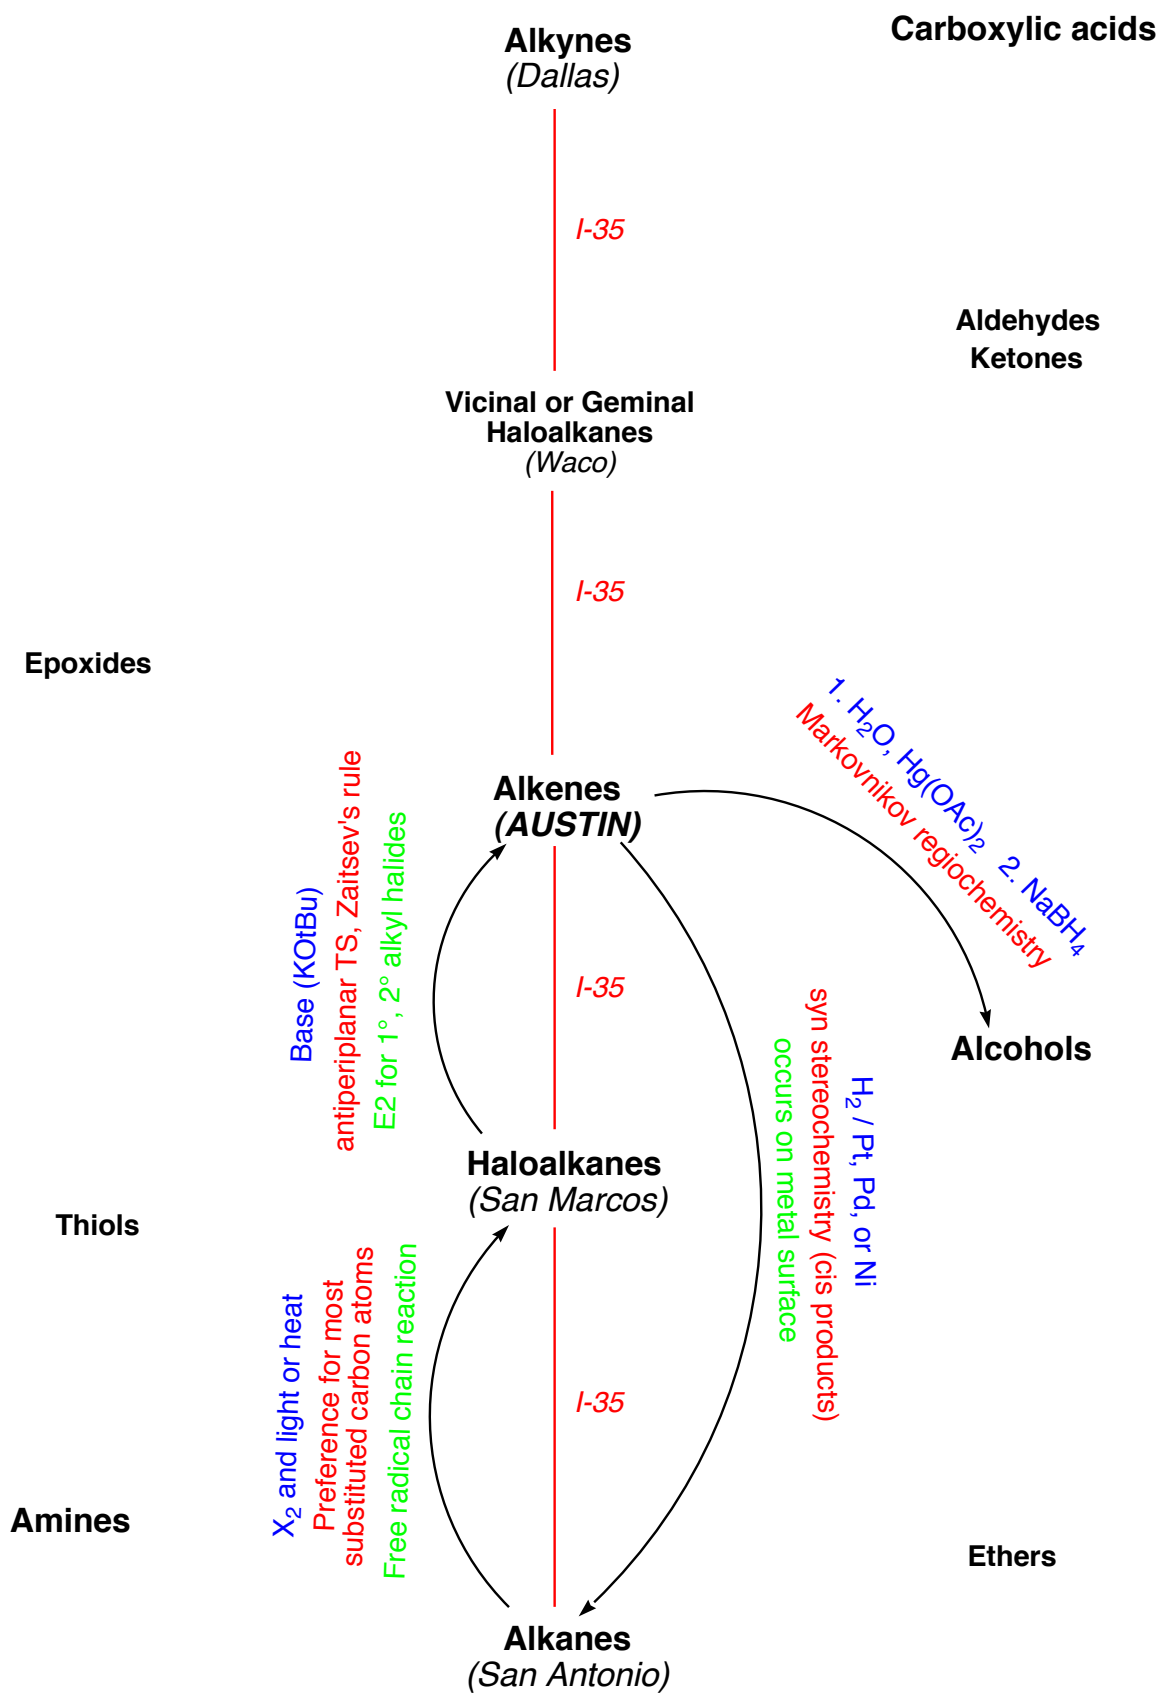 Alkynes
(Dallas)
Carboxylic acids
I-35
Aldehydes
Ketones
Vicinal or Geminal
Haloalkanes
(Waco)
I-35
Epoxides
1. H₂O, Hg(OAc)₂ 2. NaBH₄
Markovnikov regiochemistry
Alkenes
(AUSTIN)
Base (KOtBu)
antiperiplanar TS, Zaitsev's rule
E2 for 1°, 2° alkyl halides
I-35
Alcohols
H₂ / Pt, Pd, or Ni
syn stereochemistry (cis products)
occurs on metal surface
Haloalkanes
(San Marcos)
Thiols
X₂ and light or heat
Preference for most
substituted carbon atoms
Free radical chain reaction
I-35
Amines
Ethers
Alkanes
(San Antonio)